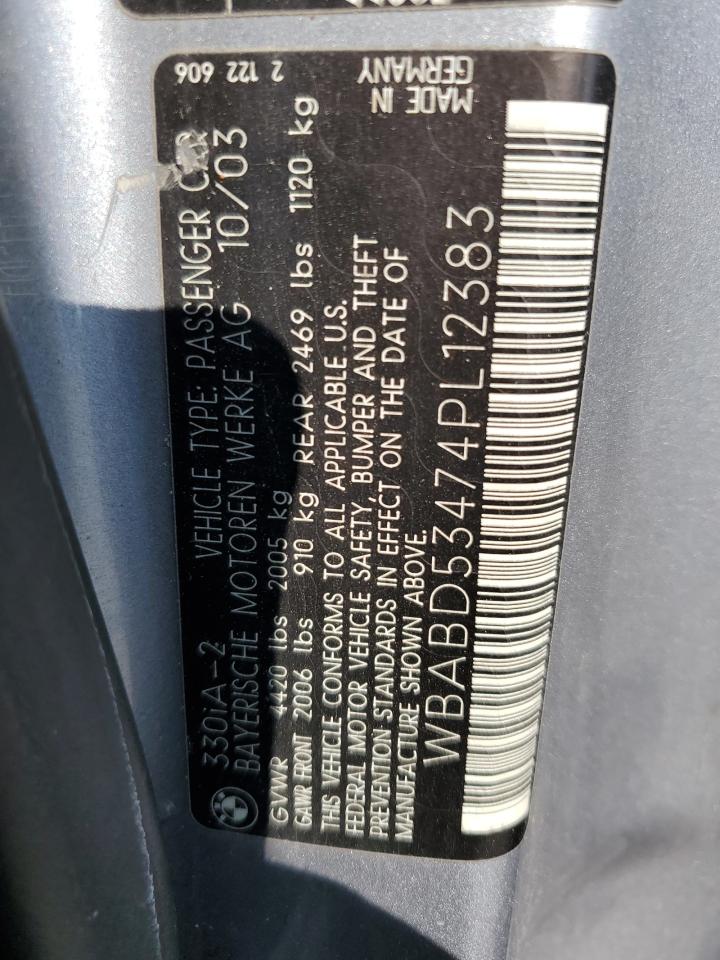 330iA-2 VEHICLE TYPE: PASSENGER CAR 2 122 606
BAYERISCHE MOTOREN WERKE AG 10/03
GVWR 4420 lbs 2005 kg
GAWR FRONT 2006 lbs 910 kg REAR 2469 lbs 1120 kg
THIS VEHICLE CONFORMS TO ALL APPLICABLE U.S.
FEDERAL MOTOR VEHICLE SAFETY, BUMPER AND THEFT
PREVENTION STANDARDS IN EFFECT ON THE DATE OF
MANUFACTURE SHOWN ABOVE.
MADE IN
GERMANY
WBABD53474PL12383